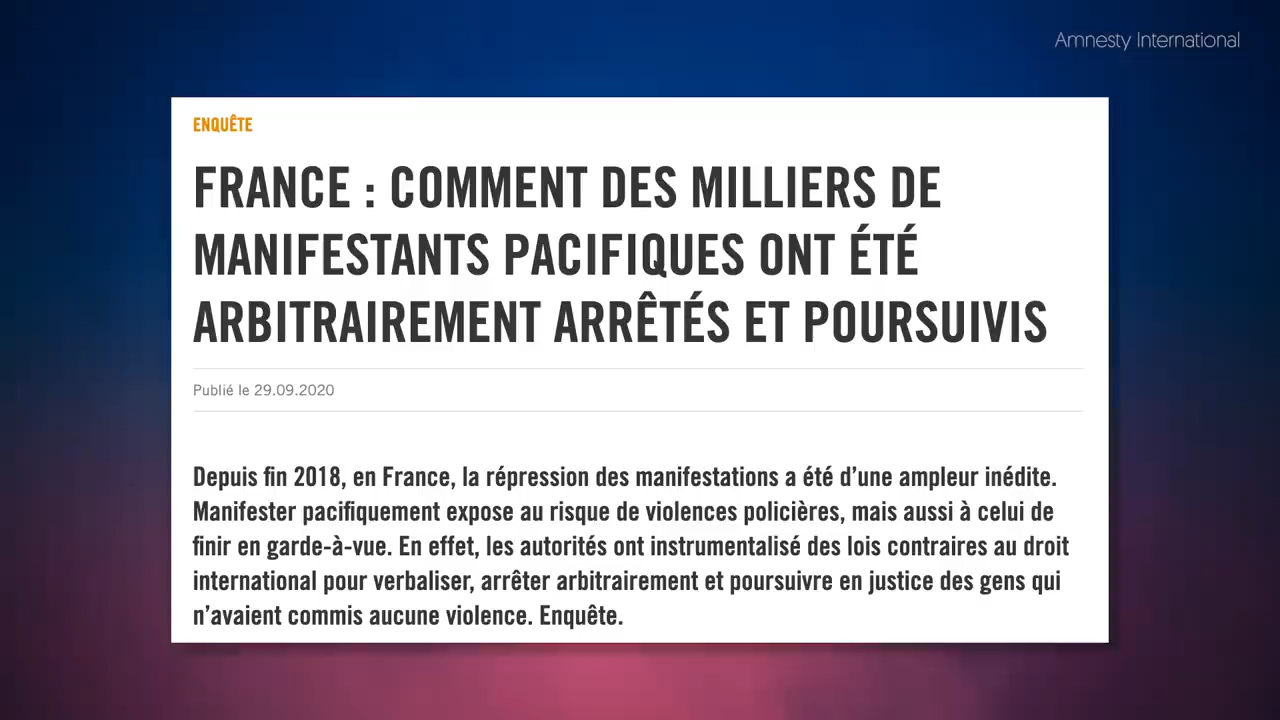 Amnesty International
ENQUÊTE
FRANCE : COMMENT DES MILLIERS DE
MANIFESTANTS PACIFIQUES ONT ÉTÉ
ARBITRAIREMENT ARRÊTÉS ET POURSUIVIS
Publié le 29.09.2020
Depuis fin 2018, en France, la répression des manifestations a été d’une ampleur inédite.
Manifester pacifiquement expose au risque de violences policières, mais aussi à celui de
finir en garde-à-vue. En effet, les autorités ont instrumentalisé des lois contraires au droit
international pour verbaliser, arrêter arbitrairement et poursuivre en justice des gens qui
n’avaient commis aucune violence. Enquête.